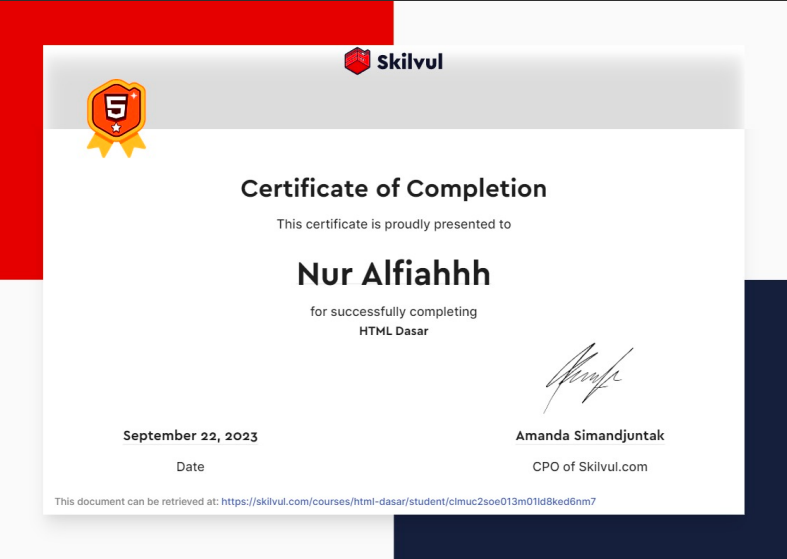 Skilvul
5
Certificate of Completion
This certificate is proudly presented to
Nur Alfiahhh
for successfully completing
HTML Dasar
September 22, 2023
Date
Amanda Simandjuntak
CPO of Skilvul.com
This document can be retrieved at: https://skilvul.com/courses/html-dasar/student/clmuc2soe013m01ld8ked6nm7